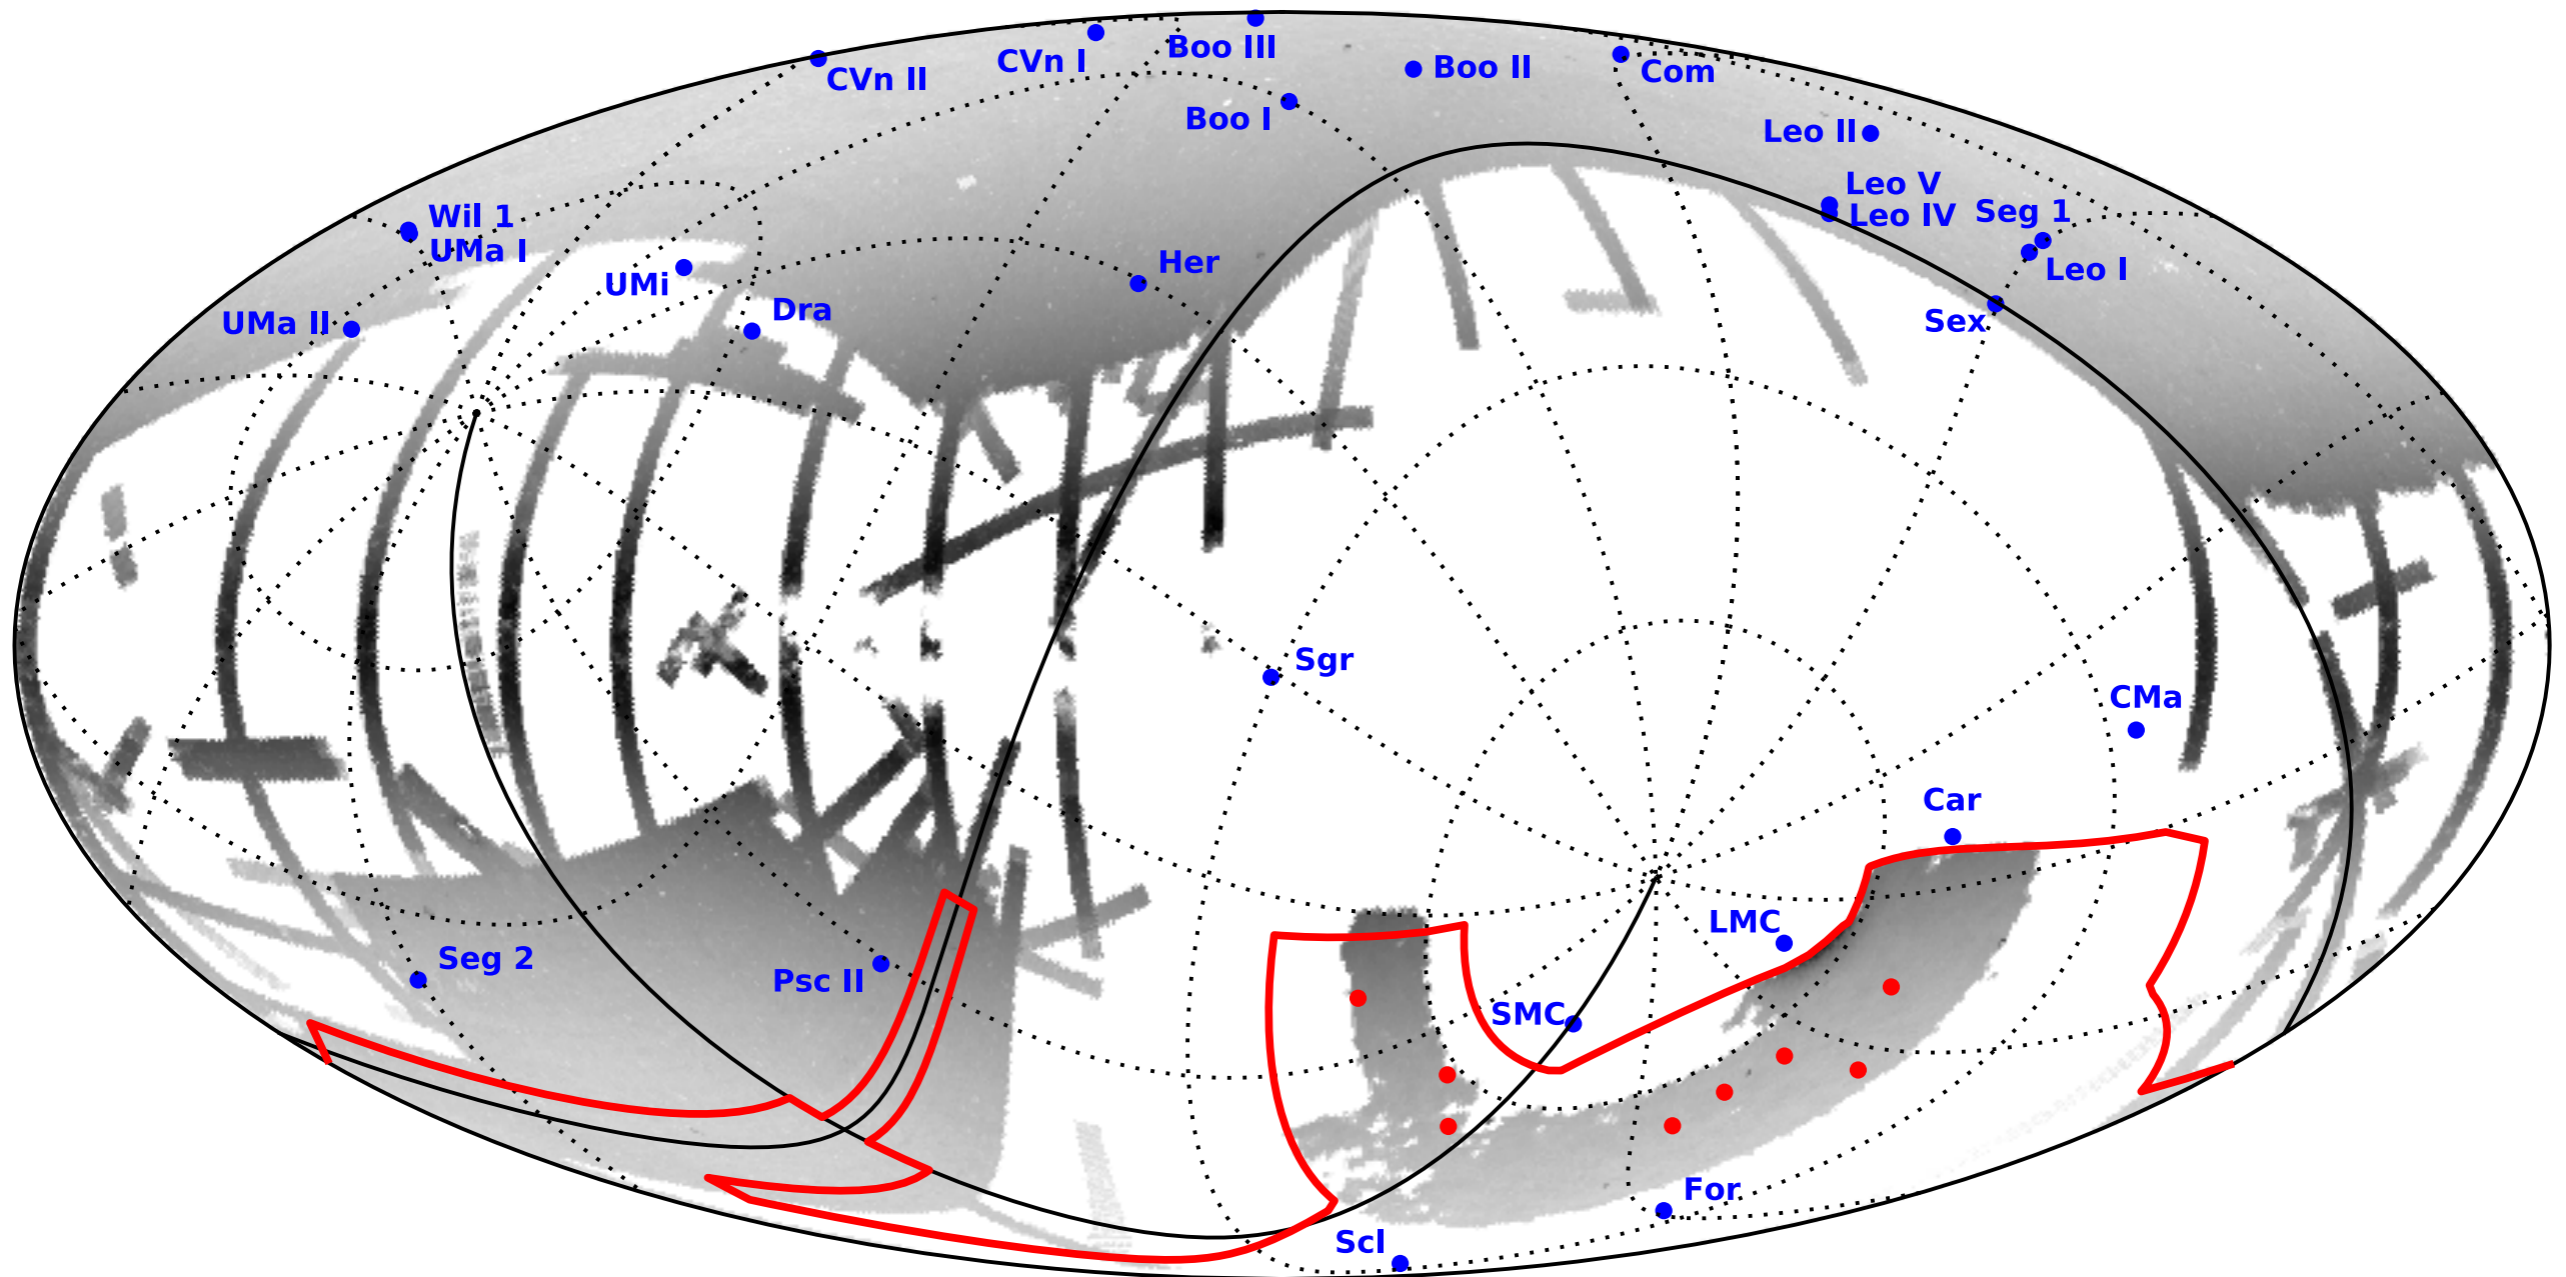 CVn II
CVn I
Boo III
Boo II
Com
Boo I
Leo II
Leo V
Leo IV
Seg 1
Wil 1
UMa I
UMi
Her
Leo I
UMa II
Dra
Sex
Sgr
CMa
Car
LMC
Seg 2
Psc II
SMC
For
Scl